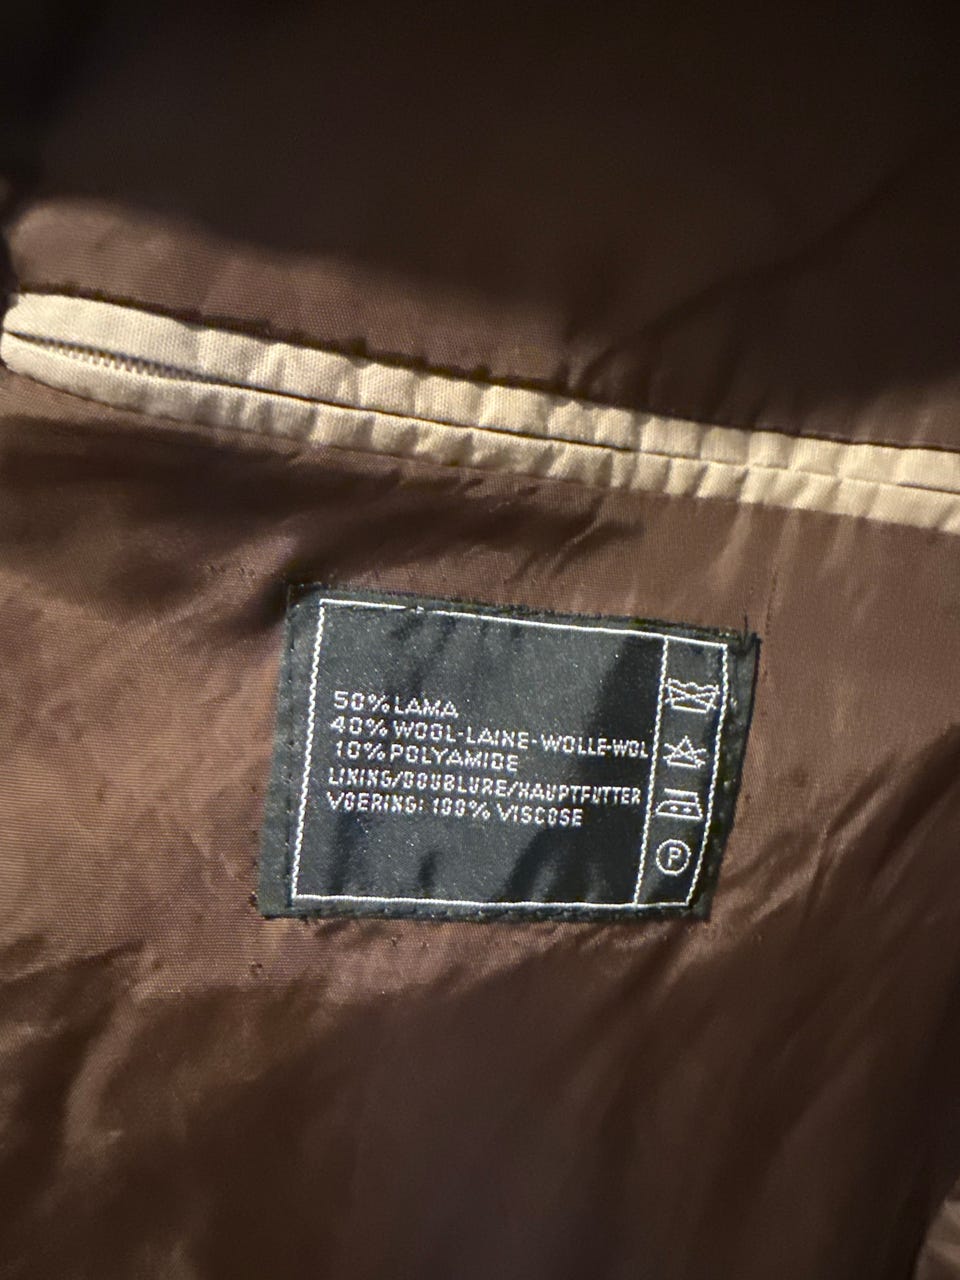 50% LAMA
40% WOOL-LAINE-WOLLE-WOL
10% POLYAMIDE
LINING/DOUBLURE/HAUPTFUTTER
VOERING: 100% VISCOSE
P